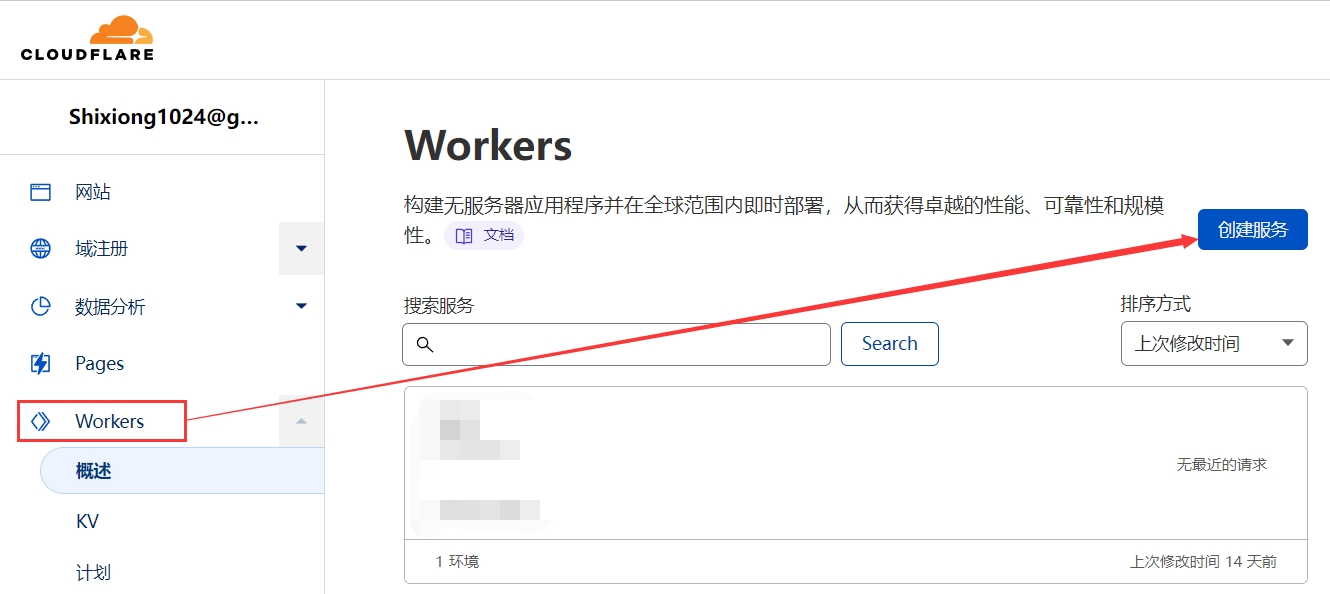 CLOUDFLARE
Shixiong1024@g...
网站
域注册
数据分析
Pages
Workers
概述
KV
计划
Workers
构建无服务器应用程序并在全球范围内即时部署，从而获得卓越的性能、可靠性和规模
性。 文档
创建服务
搜索服务
Search
排序方式
上次修改时间
无最近的请求
1 环境
上次修改时间 14 天前